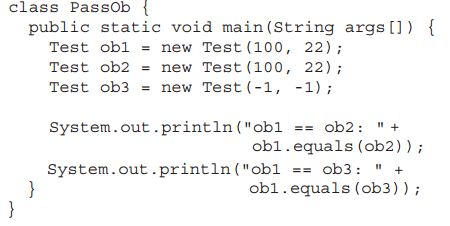 class PassOb {
public static void main(String args[]) {
Test ob1 = new Test(100, 22);
Test ob2 = new Test(100, 22);
Test ob3 = new Test(-1, -1);
System.out.println("ob1 == ob2: " +
ob1.equals(ob2));
System.out.println("ob1 == ob3: " +
} ob1.equals(ob3));
}